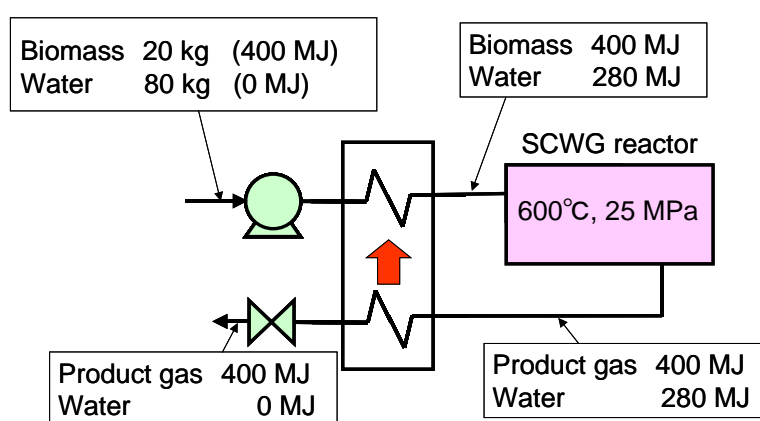 Biomass 20 kg (400 MJ)
Water 80 kg (0 MJ)
Biomass 400 MJ
Water 280 MJ
SCWG reactor
600℃, 25 MPa
Product gas 400 MJ
Water 0 MJ
Product gas 400 MJ
Water 280 MJ